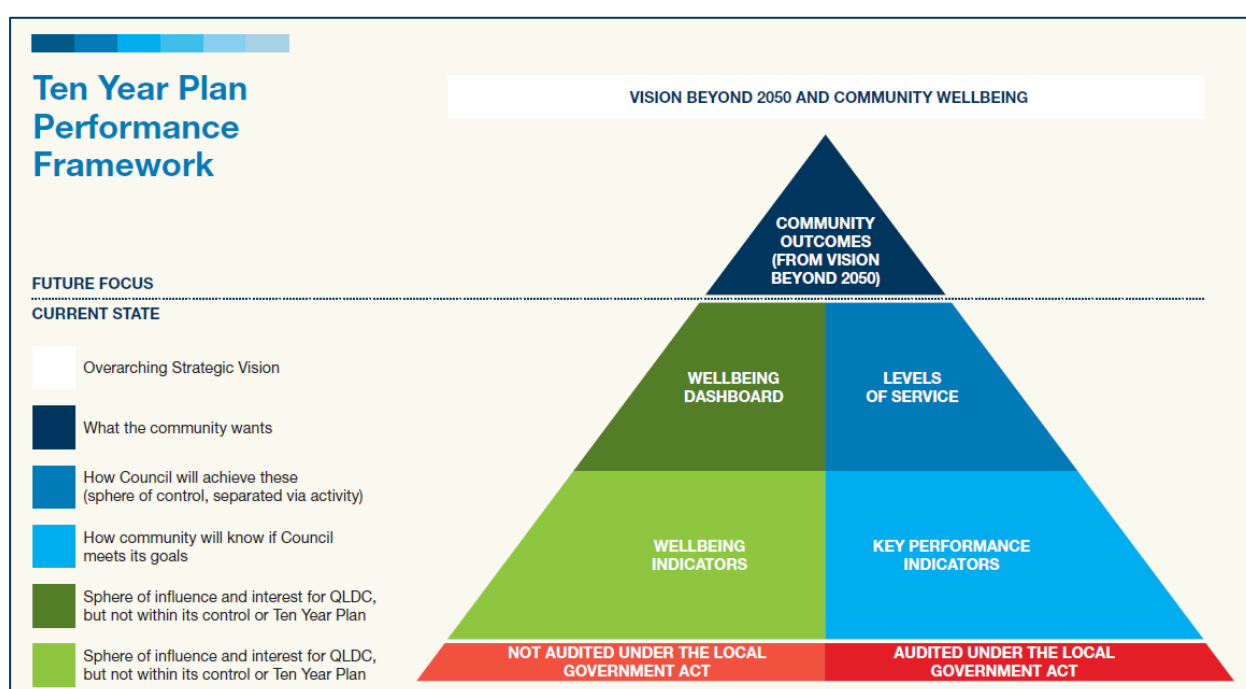 Ten Year Plan
Performance
Framework
VISION BEYOND 2050 AND COMMUNITY WELLBEING
COMMUNITY
OUTCOMES
(FROM VISION
BEYOND 2050)
FUTURE FOCUS
CURRENT STATE
Overarching Strategic Vision
What the community wants
How Council will achieve these
(sphere of control, separated via activity)
How community will know if Council
meets its goals
Sphere of influence and interest for QLDC,
but not within its control or Ten Year Plan
Sphere of influence and interest for QLDC,
but not within its control or Ten Year Plan
WELLBEING
DASHBOARD
LEVELS
OF SERVICE
WELLBEING
INDICATORS
KEY PERFORMANCE
INDICATORS
NOT AUDITED UNDER THE LOCAL
GOVERNMENT ACT
AUDITED UNDER THE LOCAL
GOVERNMENT ACT